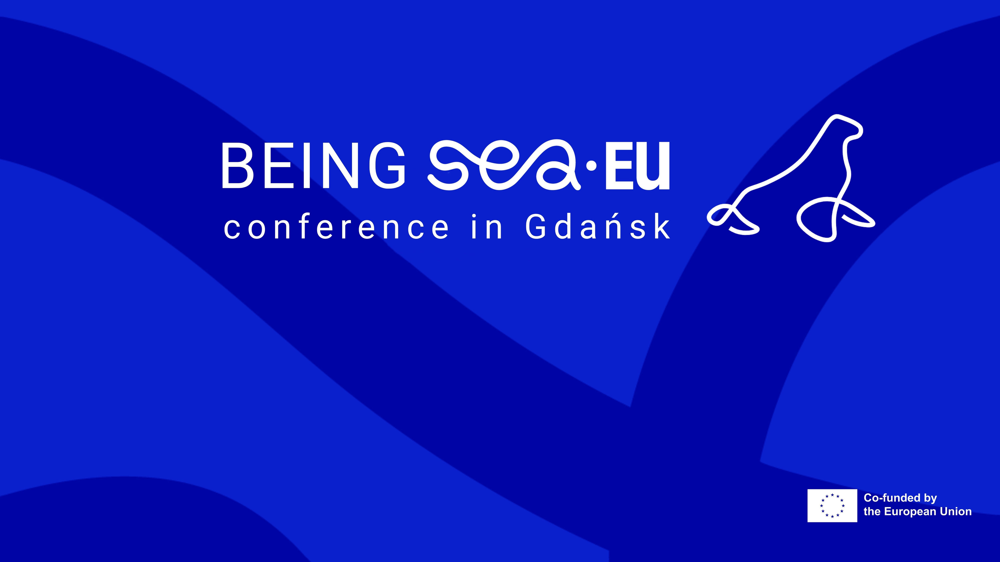 BEING sea·EU
conference in Gdańsk
Co-funded by
the European Union